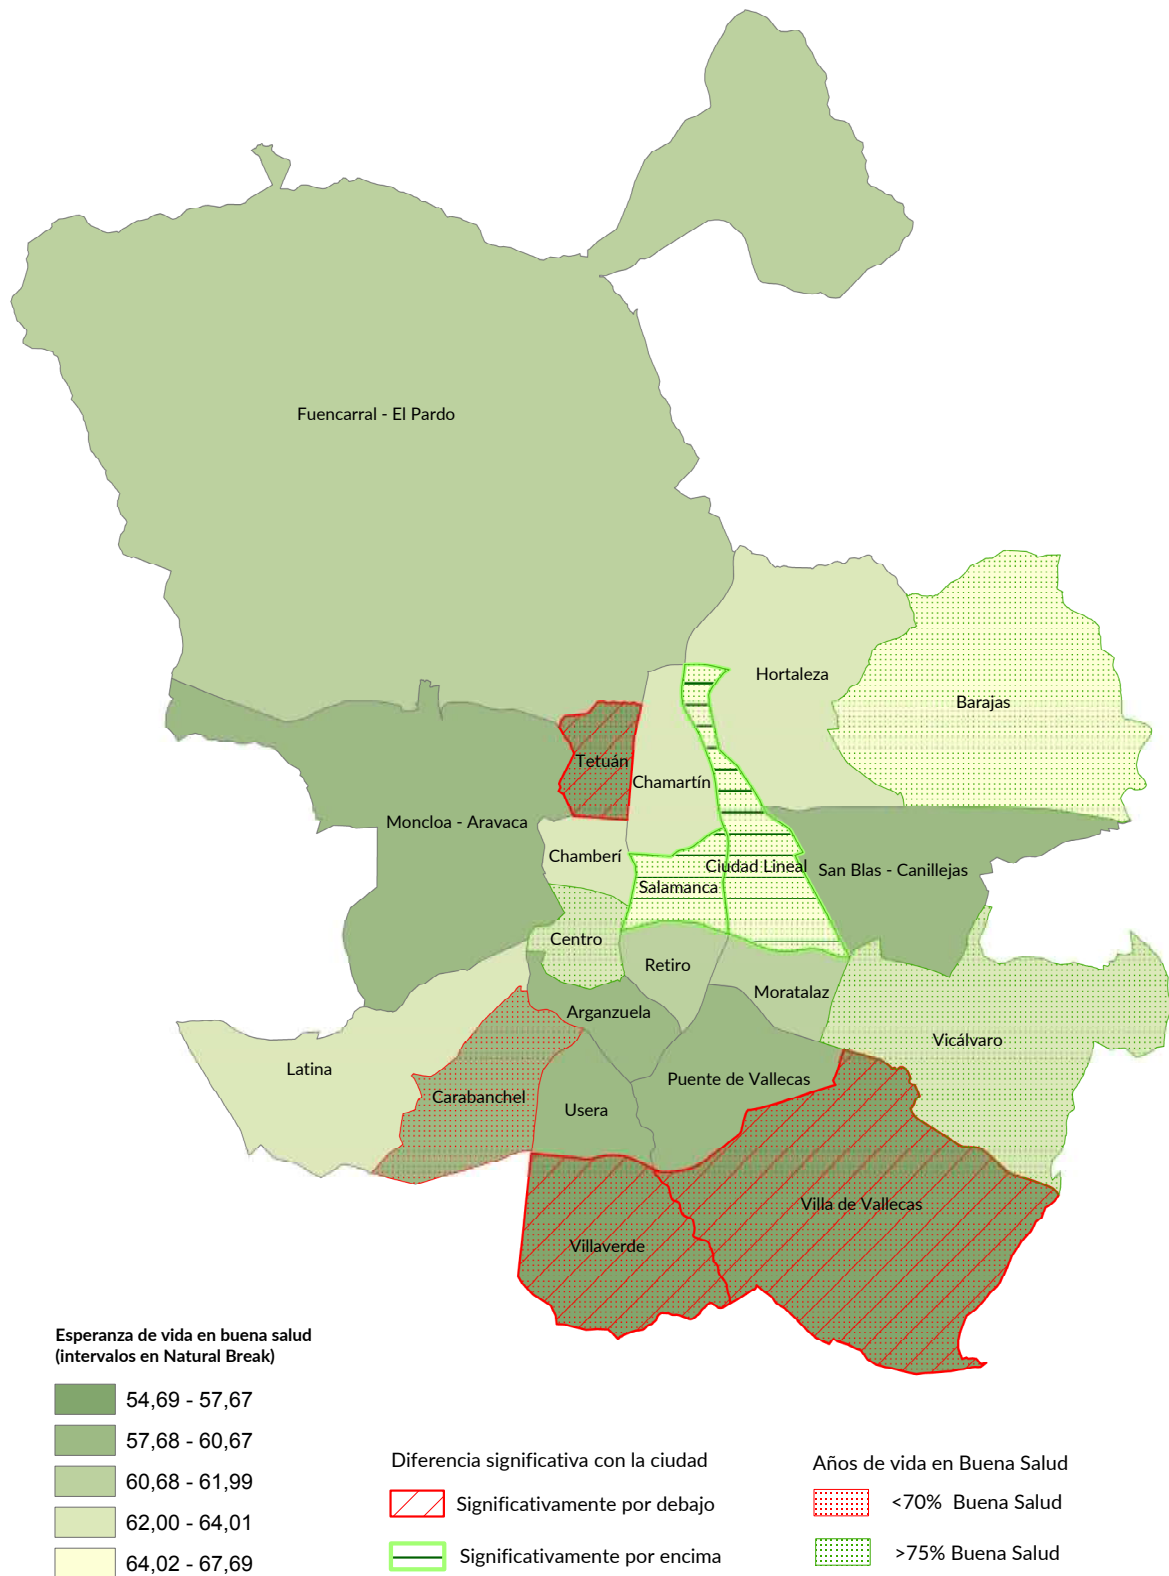 Fuencarral - El Pardo
Hortaleza
Barajas
Tetuán
Chamartín
Moncloa - Aravaca
Chamberí
Ciudad Lineal
San Blas - Canillejas
Salamanca
Centro
Retiro
Moratalaz
Arganzuela
Vicálvaro
Latina
Puente de Vallecas
Carabanchel
Usera
Villa de Vallecas
Villaverde
Esperanza de vida en buena salud
(intervalos en Natural Break)
54,69 - 57,67
57,68 - 60,67
60,68 - 61,99
62,00 - 64,01
64,02 - 67,69
Diferencia significativa con la ciudad
Significativamente por debajo
Significativamente por encima
Años de vida en Buena Salud
<70% Buena Salud
>75% Buena Salud